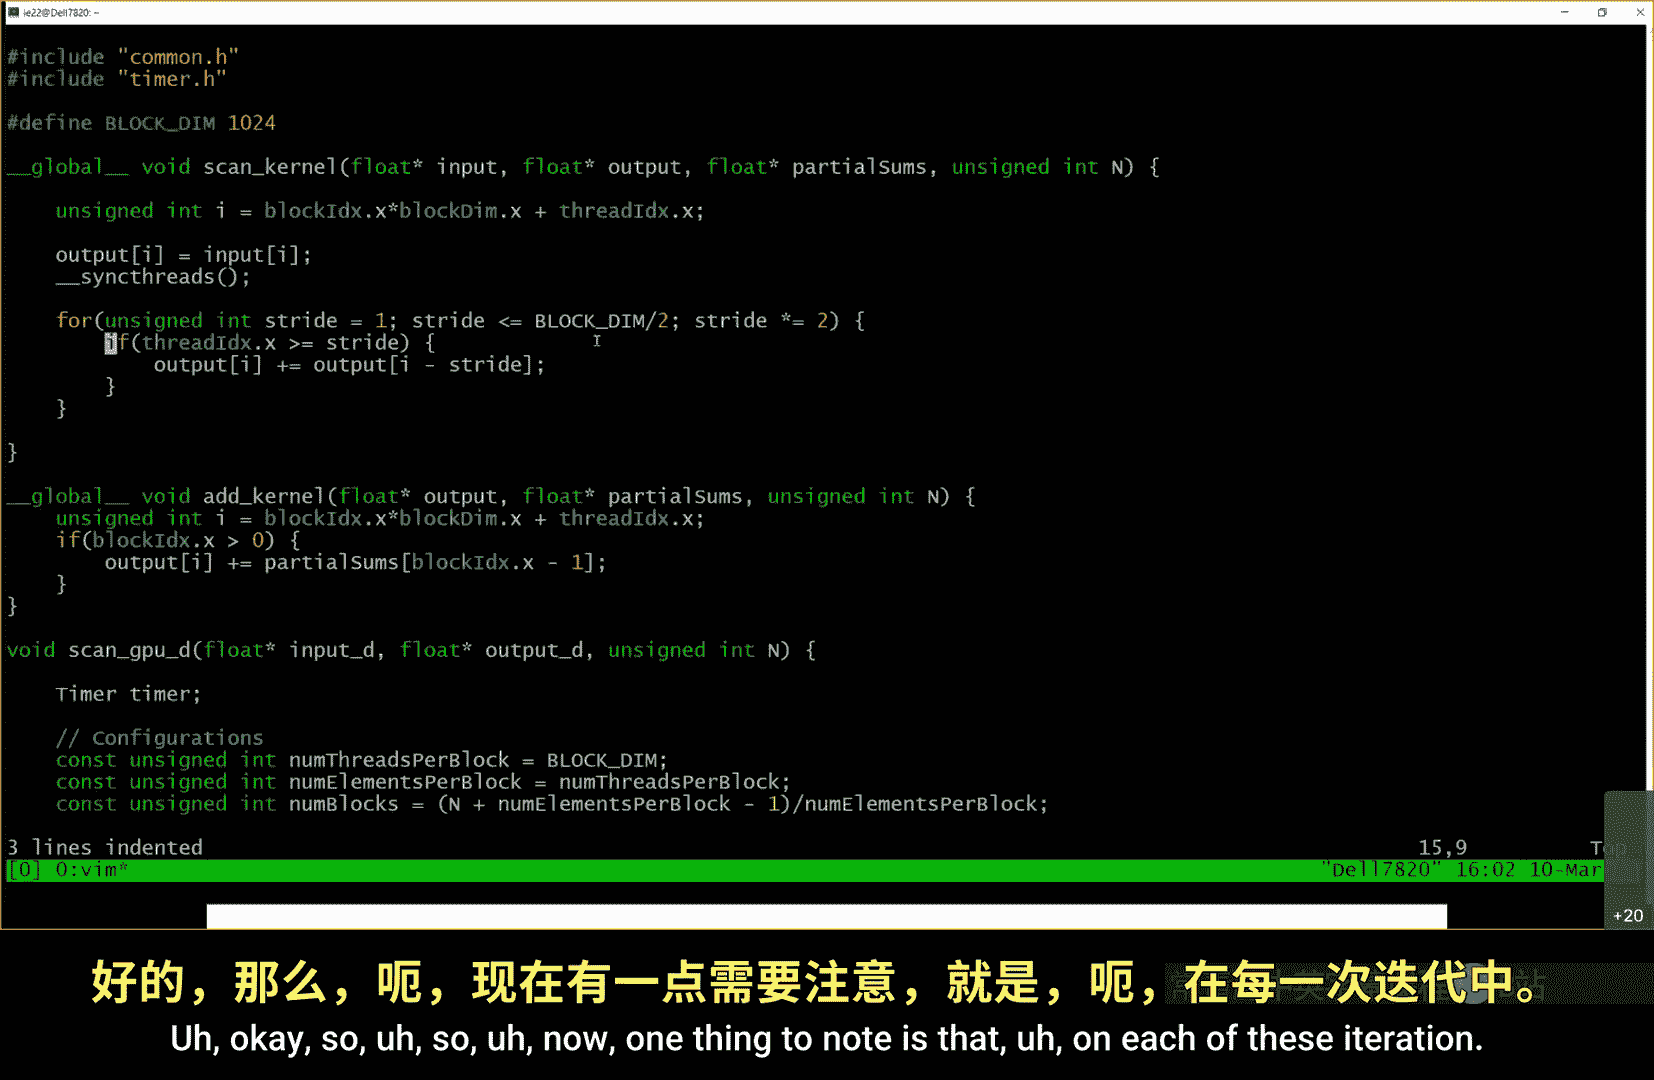 ie22@Dell7820: ~
#include "common.h"
#include "timer.h"
#define BLOCK_DIM 1024
__global__ void scan_kernel(float* input, float* output, float* partialSums, unsigned int N) {
unsigned int i = blockIdx.x*blockDim.x + threadIdx.x;
output[i] = input[i];
__syncthreads();
for(unsigned int stride = 1; stride <= BLOCK_DIM/2; stride *= 2) {
if(threadIdx.x >= stride) {
output[i] += output[i - stride];
}
}
}
__global__ void add_kernel(float* output, float* partialSums, unsigned int N) {
unsigned int i = blockIdx.x*blockDim.x + threadIdx.x;
if(blockIdx.x > 0) {
output[i] += partialSums[blockIdx.x - 1];
}
}
void scan_gpu_d(float* input_d, float* output_d, unsigned int N) {
Timer timer;
// Configurations
const unsigned int numThreadsPerBlock = BLOCK_DIM;
const unsigned int numElementsPerBlock = numThreadsPerBlock;
const unsigned int numBlocks = (N + numElementsPerBlock - 1)/numElementsPerBlock;
3 lines indented 15,9 Top
[0] 0:vim* "Dell7820" 16:02 10-Mar
+20
好的，那么，呃，现在有一点需要注意，就是，呃，在每一次迭代中。
Uh, okay, so, uh, so, uh, now, one thing to note is that, uh, on each of these iteration.